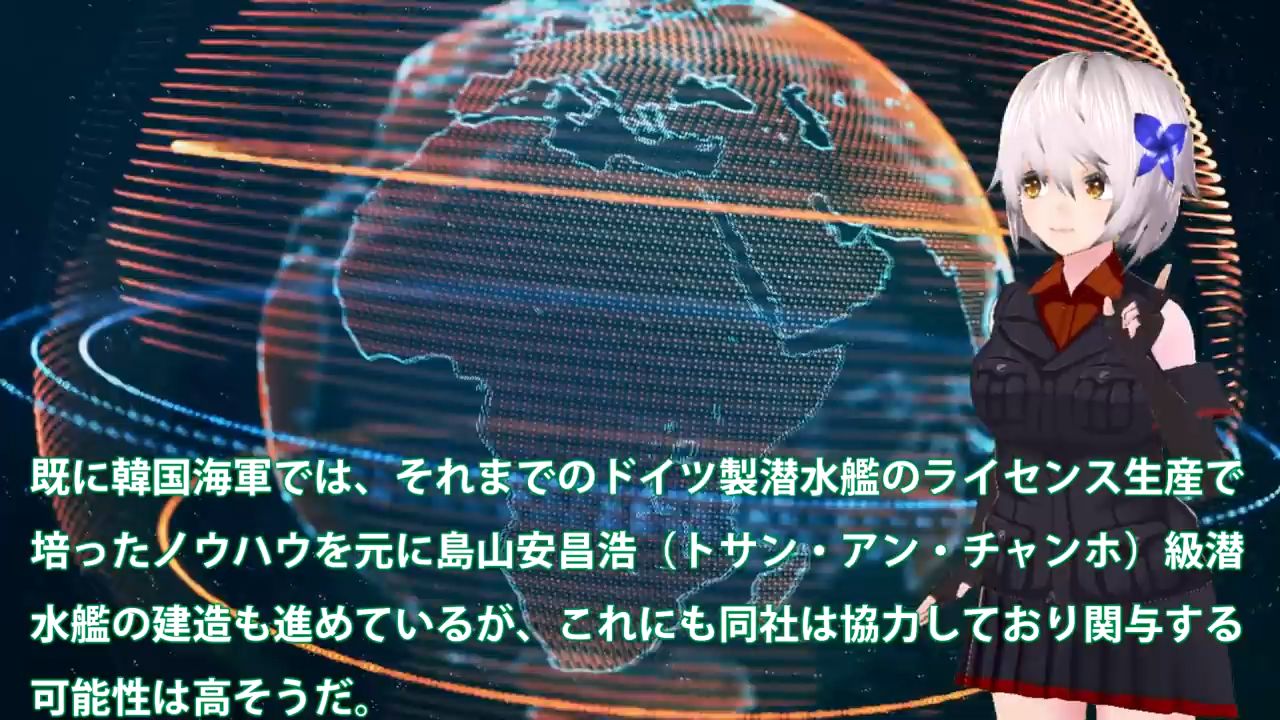 既に韓国海軍では、それまでのドイツ製潜水艦のライセンス生産で
培ったノウハウを元に島山安昌浩（トサン・アン・チャンホ）級潜
水艦の建造も進めているが、これにも同社は協力しており関与する
可能性は高そうだ。